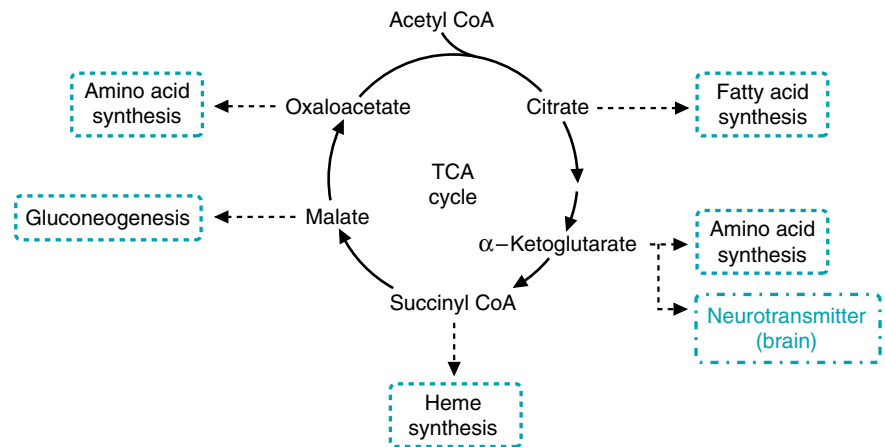 Acetyl CoA
Amino acid
synthesis
Oxaloacetate
Citrate
Fatty acid
synthesis
TCA
cycle
Gluconeogenesis
Malate
α–Ketoglutarate
Amino acid
synthesis
Succinyl CoA
Neurotransmitter
(brain)
Heme
synthesis